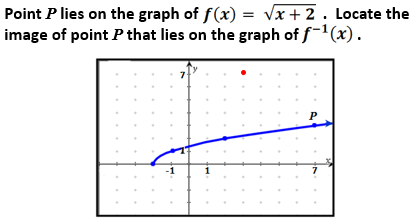 Point P lies on the graph of f(x) = √x + 2 . Locate the
image of point P that lies on the graph of f⁻¹(x) .
7 y
P
1
-1 1 7 x